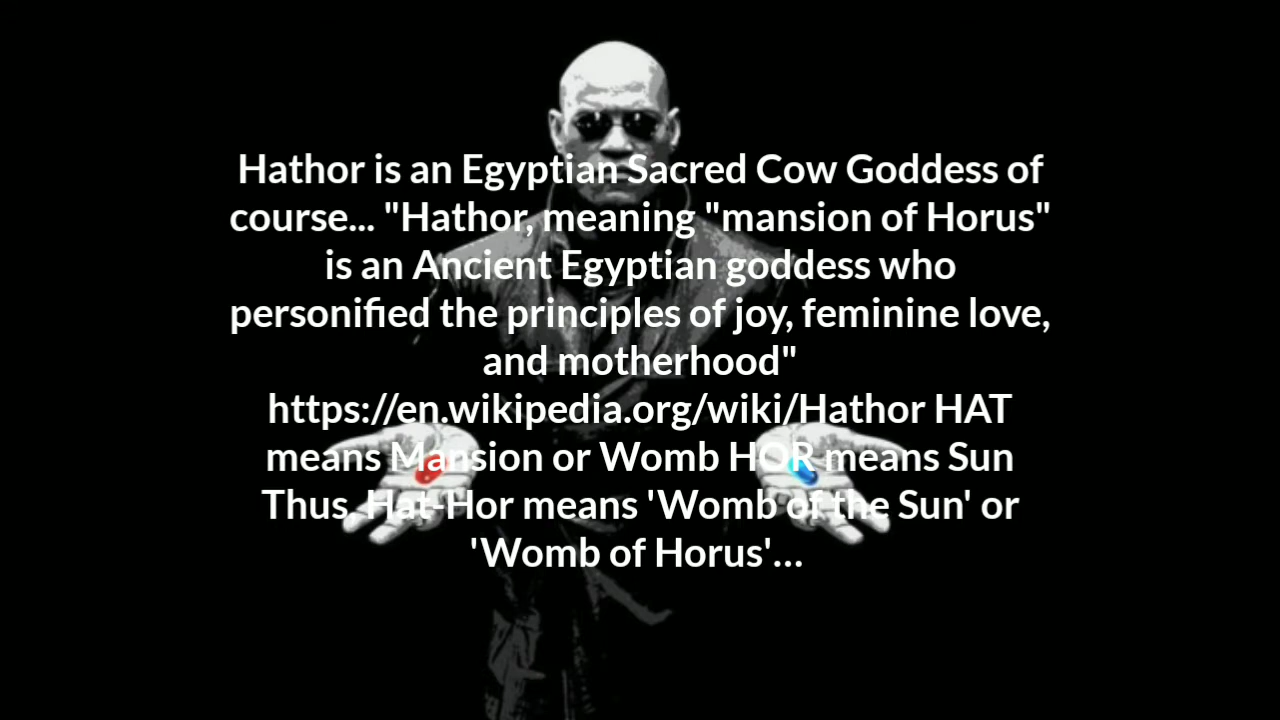 Hathor is an Egyptian Sacred Cow Goddess of
course... "Hathor, meaning "mansion of Horus"
is an Ancient Egyptian goddess who
personified the principles of joy, feminine love,
and motherhood"
https://en.wikipedia.org/wiki/Hathor HAT
means Mansion or Womb HOR means Sun
Thus, Hat-Hor means 'Womb of the Sun' or
'Womb of Horus'...